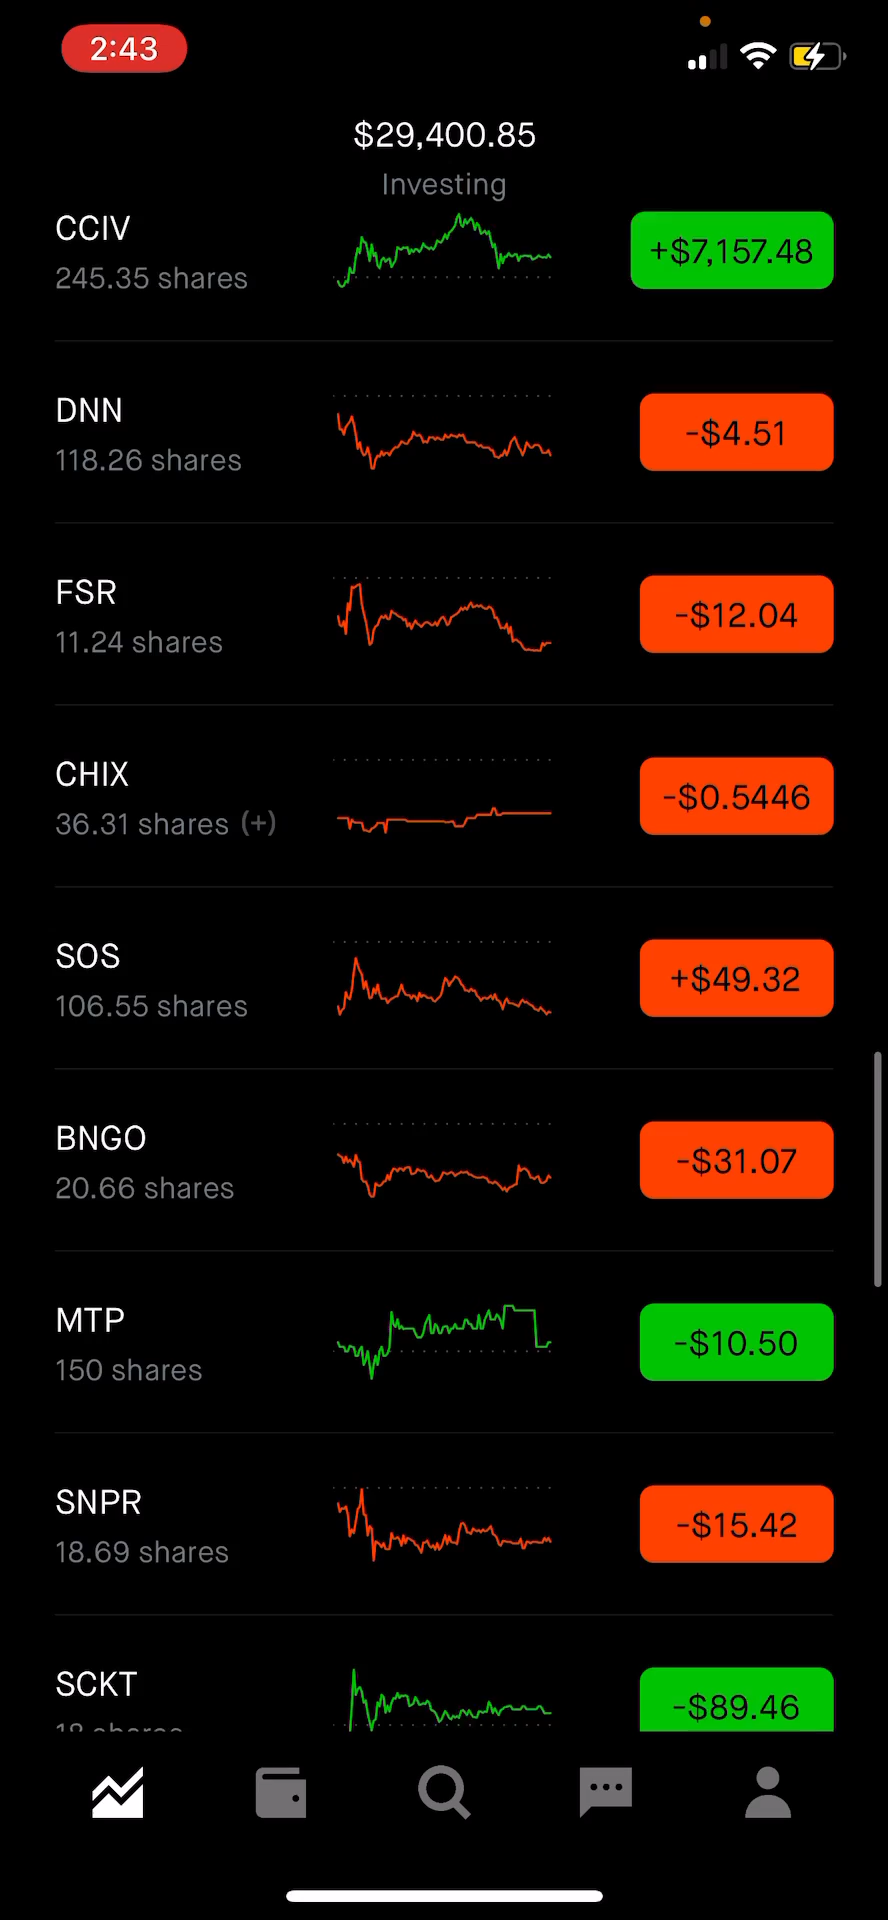 2:43
$29,400.85
Investing
CCIV
245.35 shares
+$7,157.48
DNN
118.26 shares
-$4.51
FSR
11.24 shares
-$12.04
CHIX
36.31 shares (+)
-$0.5446
SOS
106.55 shares
+$49.32
BNGO
20.66 shares
-$31.07
MTP
150 shares
-$10.50
SNPR
18.69 shares
-$15.42
SCKT
18 shares
-$89.46